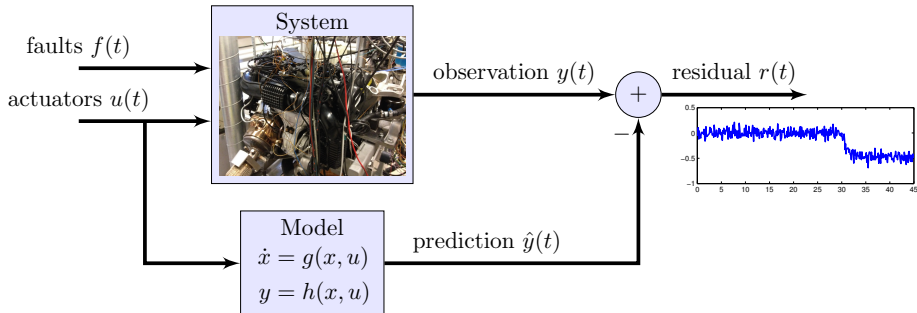 System
faults f(t)
actuators u(t)
observation y(t)
+
residual r(t)
−
0.5
0
−0.5
−1
0 5 10 15 20 25 30 35 40 45
Model
ẋ = g(x, u)
y = h(x, u)
prediction ŷ(t)